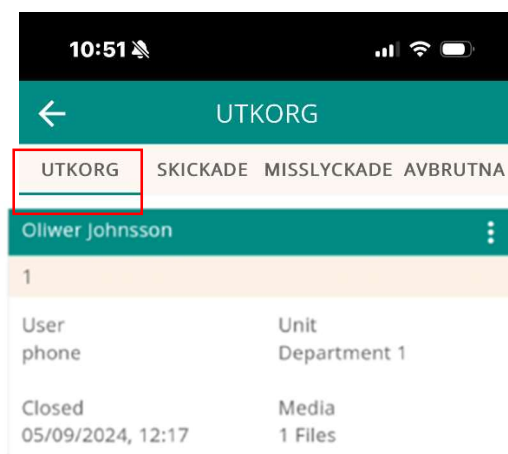 10:51
UTKORG
UTKORG SKICKADE MISSLYCKADE AVBRUTNA
Oliwer Johnsson
1
User Unit
phone Department 1
Closed Media
05/09/2024, 12:17 1 Files